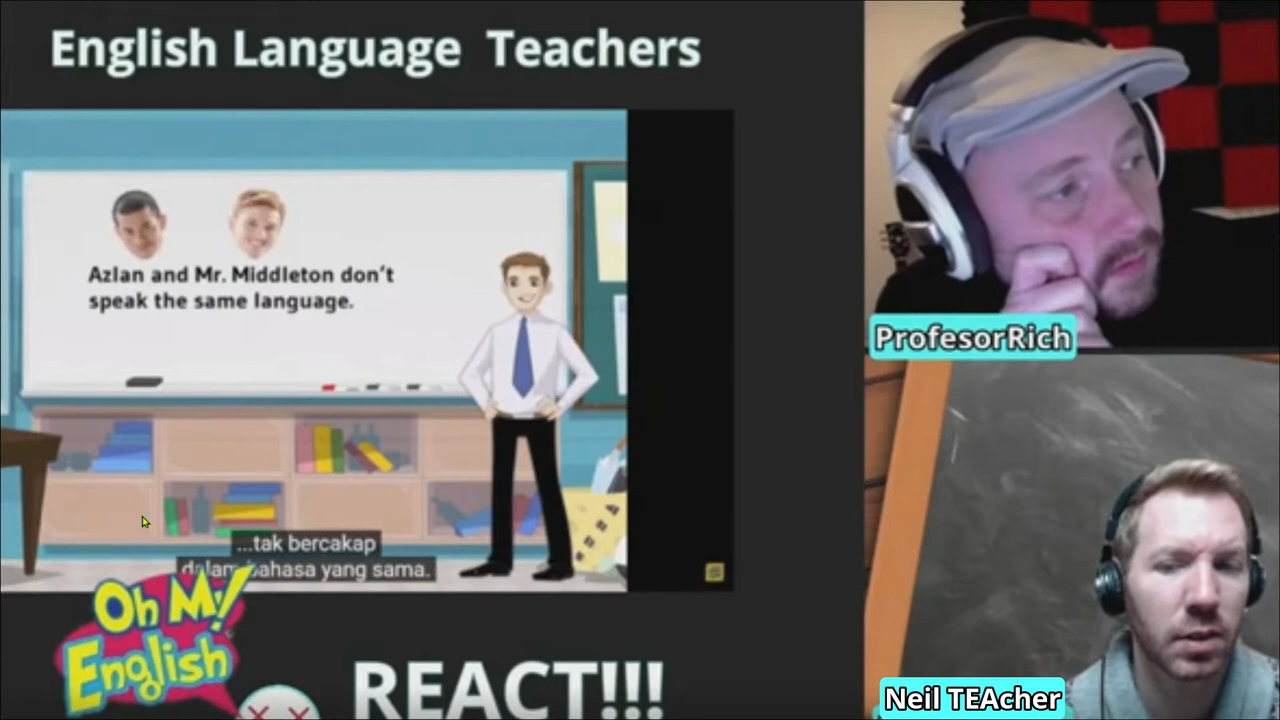 English Language Teachers
Azlan and Mr. Middleton don't
speak the same language.
...tak bercakap
dalam bahasa yang sama.
Oh My!
English
REACT!!!
ProfesorRich
Neil TEAcher